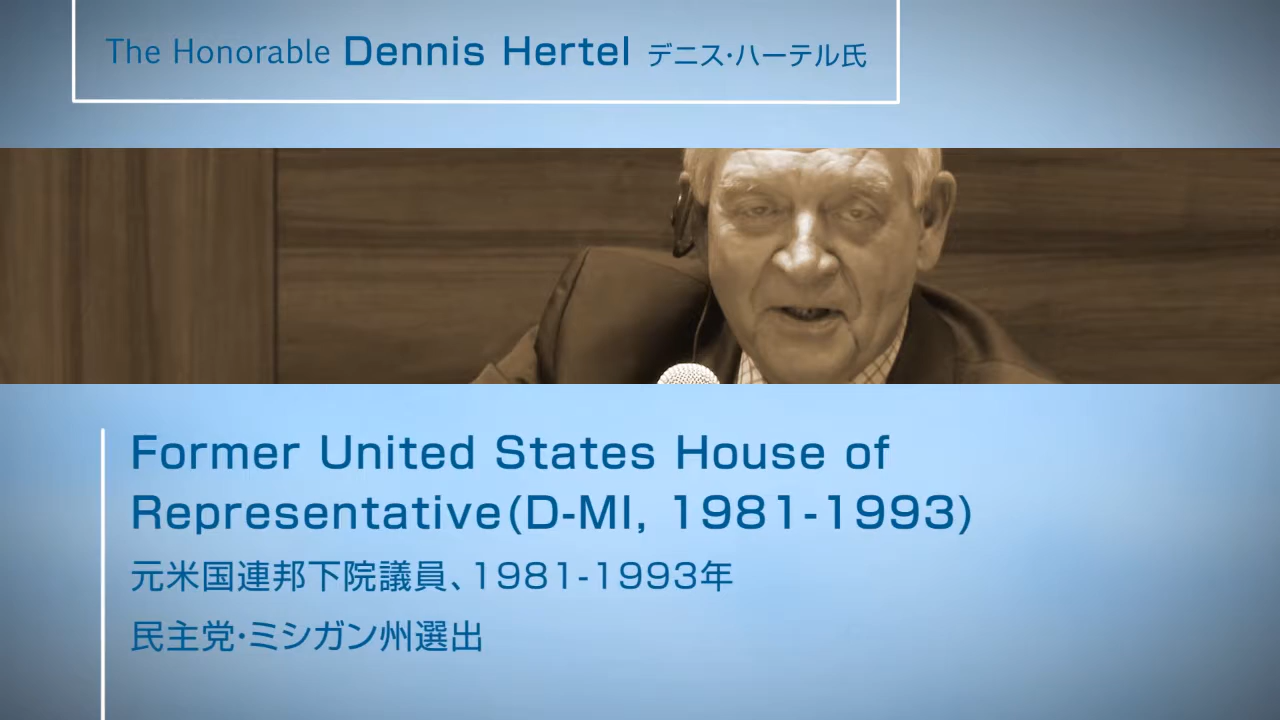 The Honorable Dennis Hertel デニス・ハーテル氏
Former United States House of
Representative(D-MI, 1981-1993)
元米国連邦下院議員、1981-1993年
民主党・ミシガン州選出